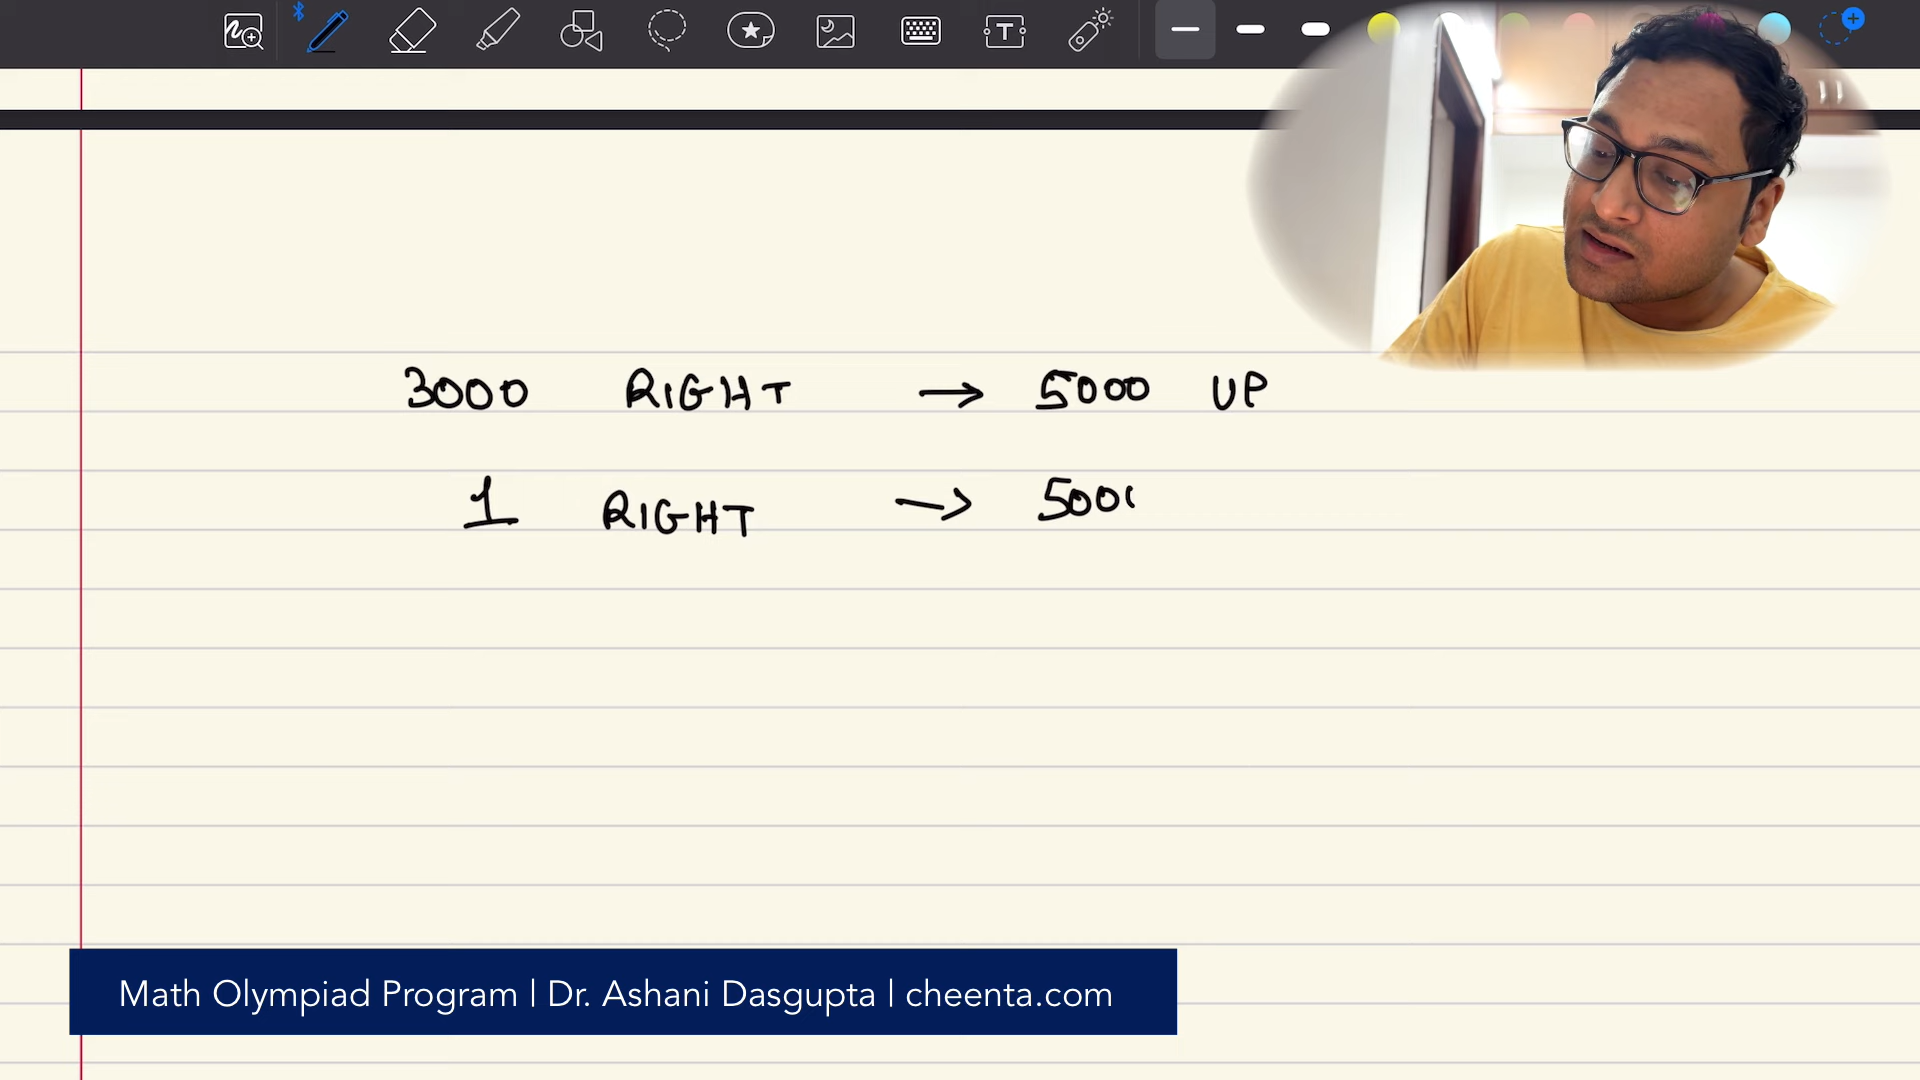 3000 RIGHT → 5000 UP
1 RIGHT → 500
Math Olympiad Program | Dr. Ashani Dasgupta | cheenta.com